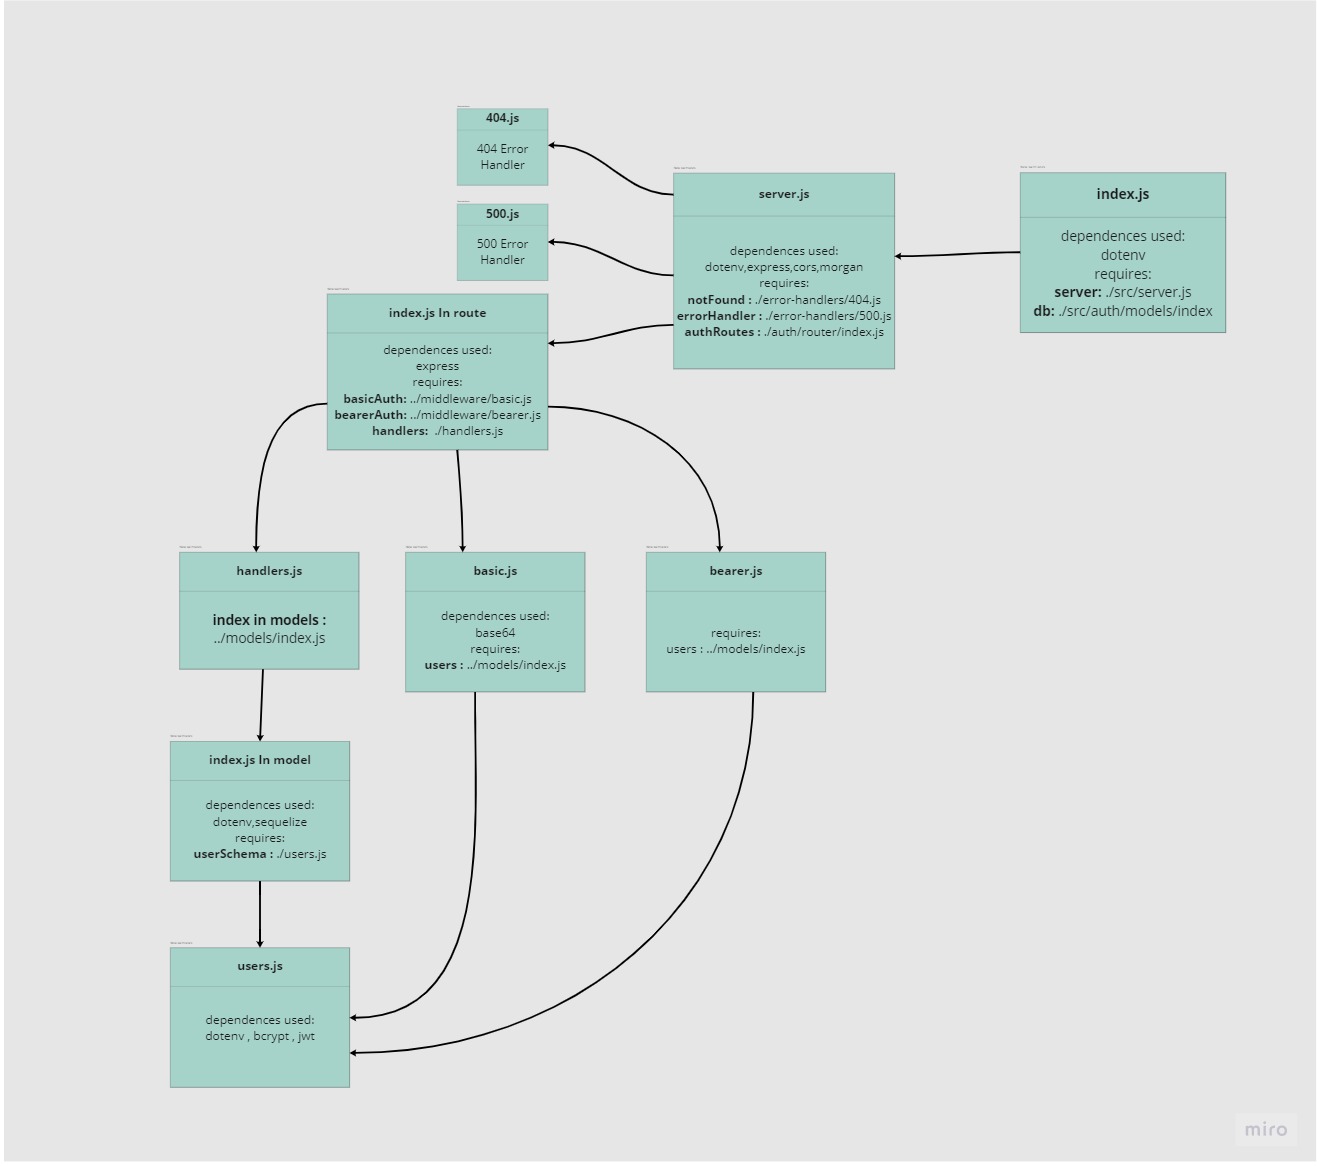 404.js
404 Error
Handler
500.js
500 Error
Handler
server.js
dependences used:
dotenv,express,cors,morgan
requires:
notFound : ./error-handlers/404.js
errorHandler : ./error-handlers/500.js
authRoutes : ./auth/router/index.js
index.js
dependences used:
dotenv
requires:
server: ./src/server.js
db: ./src/auth/models/index
index.js In route
dependences used:
express
requires:
basicAuth: ../middleware/basic.js
bearerAuth: ../middleware/bearer.js
handlers: ./handlers.js
handlers.js
index in models :
../models/index.js
basic.js
dependences used:
base64
requires:
users : ../models/index.js
bearer.js
requires:
users : ../models/index.js
index.js In model
dependences used:
dotenv,sequelize
requires:
userSchema : ./users.js
users.js
dependences used:
dotenv , bcrypt , jwt
miro